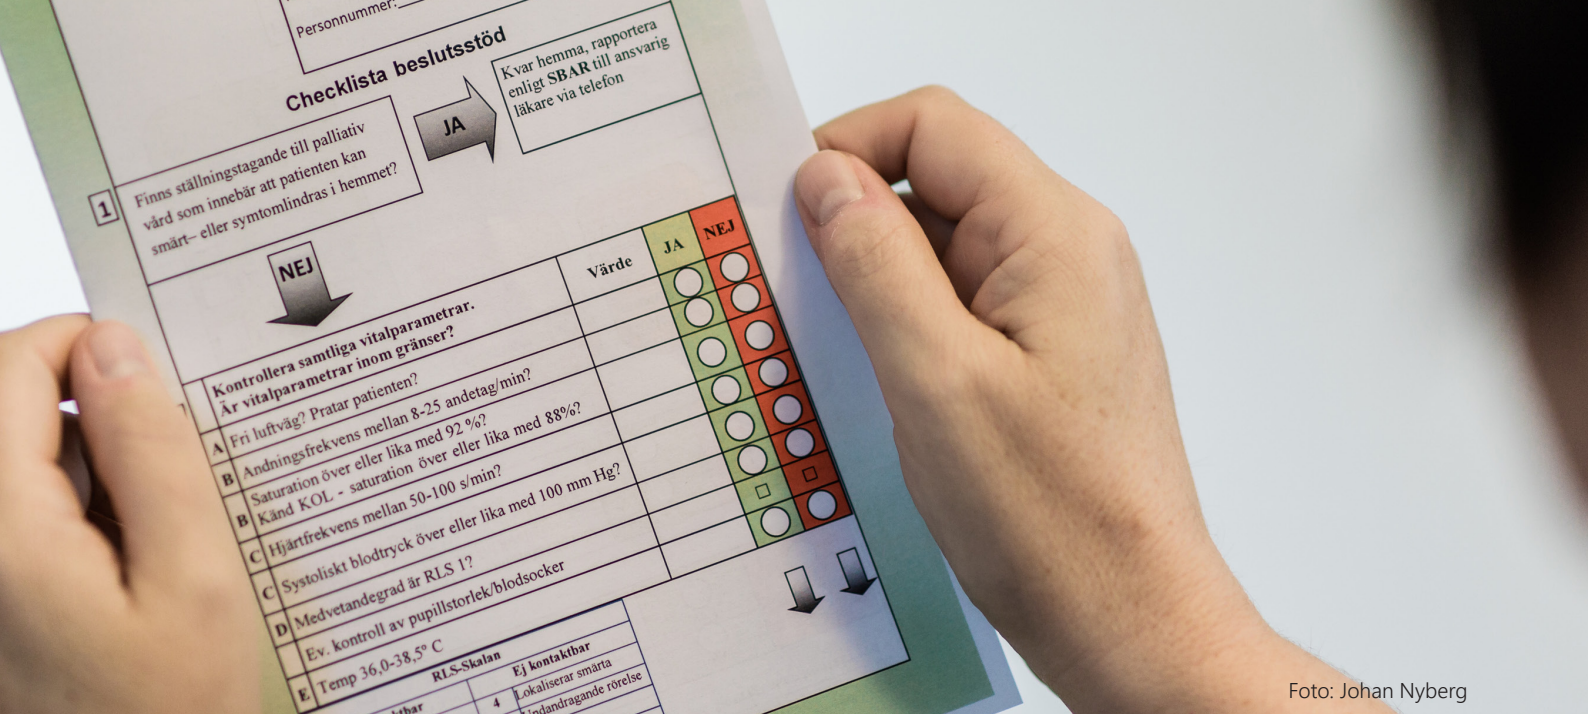 Personnummer:
Checklista beslutsstöd
1
Finns ställningstagande till palliativ
vård som innebär att patienten kan
smärt– eller symtomlindras i hemmet?
JA
Kvar hemma, rapportera
enligt SBAR till ansvarig
läkare via telefon
NEJ
Kontrollera samtliga vitalparametrar.
Är vitalparametrar inom gränser?
Värde
JA
NEJ
A Fri luftväg? Pratar patienten?
B Andningsfrekvens mellan 8-25 andetag/min?
B Saturation över eller lika med 92 %?
Känd KOL - saturation över eller lika med 88%?
C Hjärtfrekvens mellan 50-100 s/min?
C Systoliskt blodtryck över eller lika med 100 mm Hg?
D Medvetandegrad är RLS 1?
Ev. kontroll av pupillstorlek/blodsocker
E Temp 36,0-38,5° C
RLS-Skalan
Ej kontaktbar
4 Lokaliserar smärta
Undandragande rörelse
Foto: Johan Nyberg